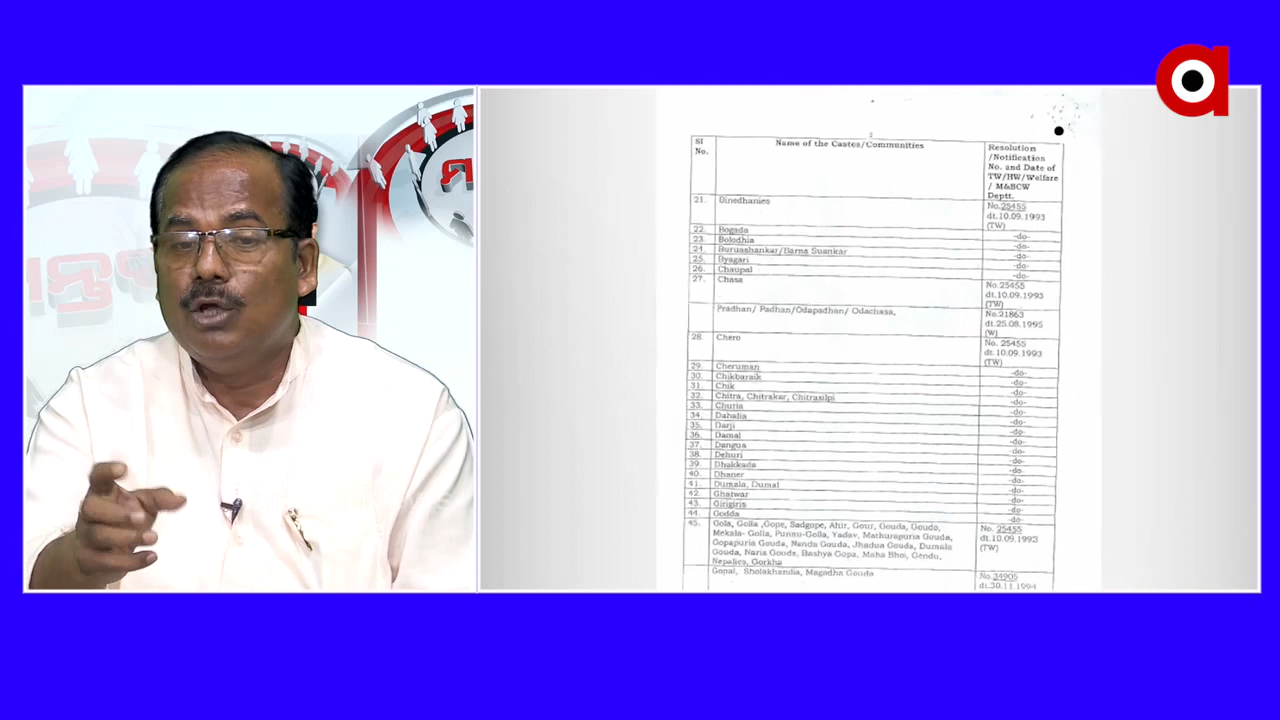 a
2
Sl No.
Name of the Castes/Communities
Resolution
/Notification
No. and Date of
TW/HW/Welfare
/ M&BCW
Deptt.
21. Binedhanies No.25455
dt.10.09.1993
(TW)
22. Bogada -do-
23. Bolodhia -do-
24. Buruashankar/Barna Suankar -do-
25. Byagari -do-
26. Chaupal -do-
27. Chasa No.25455
dt.10.09.1993
(TW)
Pradhan/ Padhan/Odapadhan/ Odachasa, No.21863
dt.25.08.1995
(W)
28. Chero No. 25455
dt.10.09.1993
(TW)
29. Cheruman -do-
30. Chikbaraik -do-
31. Chik -do-
32. Chitra, Chitrakar, Chitrasilpi -do-
33. Churia -do-
34. Dahalia -do-
35. Darji -do-
36. Damal -do-
37. Dangua -do-
38. Dehuri -do-
39. Dhakkada -do-
40. Dhaner -do-
41. Dumala, Dumal -do-
42. Ghatwar -do-
43. Girigiris -do-
44. Godda -do-
45. Gola, Golla ,Gope, Sadgope, Ahir, Gour, Gouda, Goudo, No. 25455
Mekala- Golla, Punnu-Golla, Yadav, Mathurapuria Gouda, dt.10.09.1993
Gopapuria Gouda, Nanda Gouda, Jhadua Gouda, Dumala (TW)
Gouda, Naria Gouda, Bashya Gopa, Maha Bhoi, Gendu,
Nepalies, Gorkha
Gopal, Sholakhandia, Magadha Gouda No.34905
dt.30.11.1994